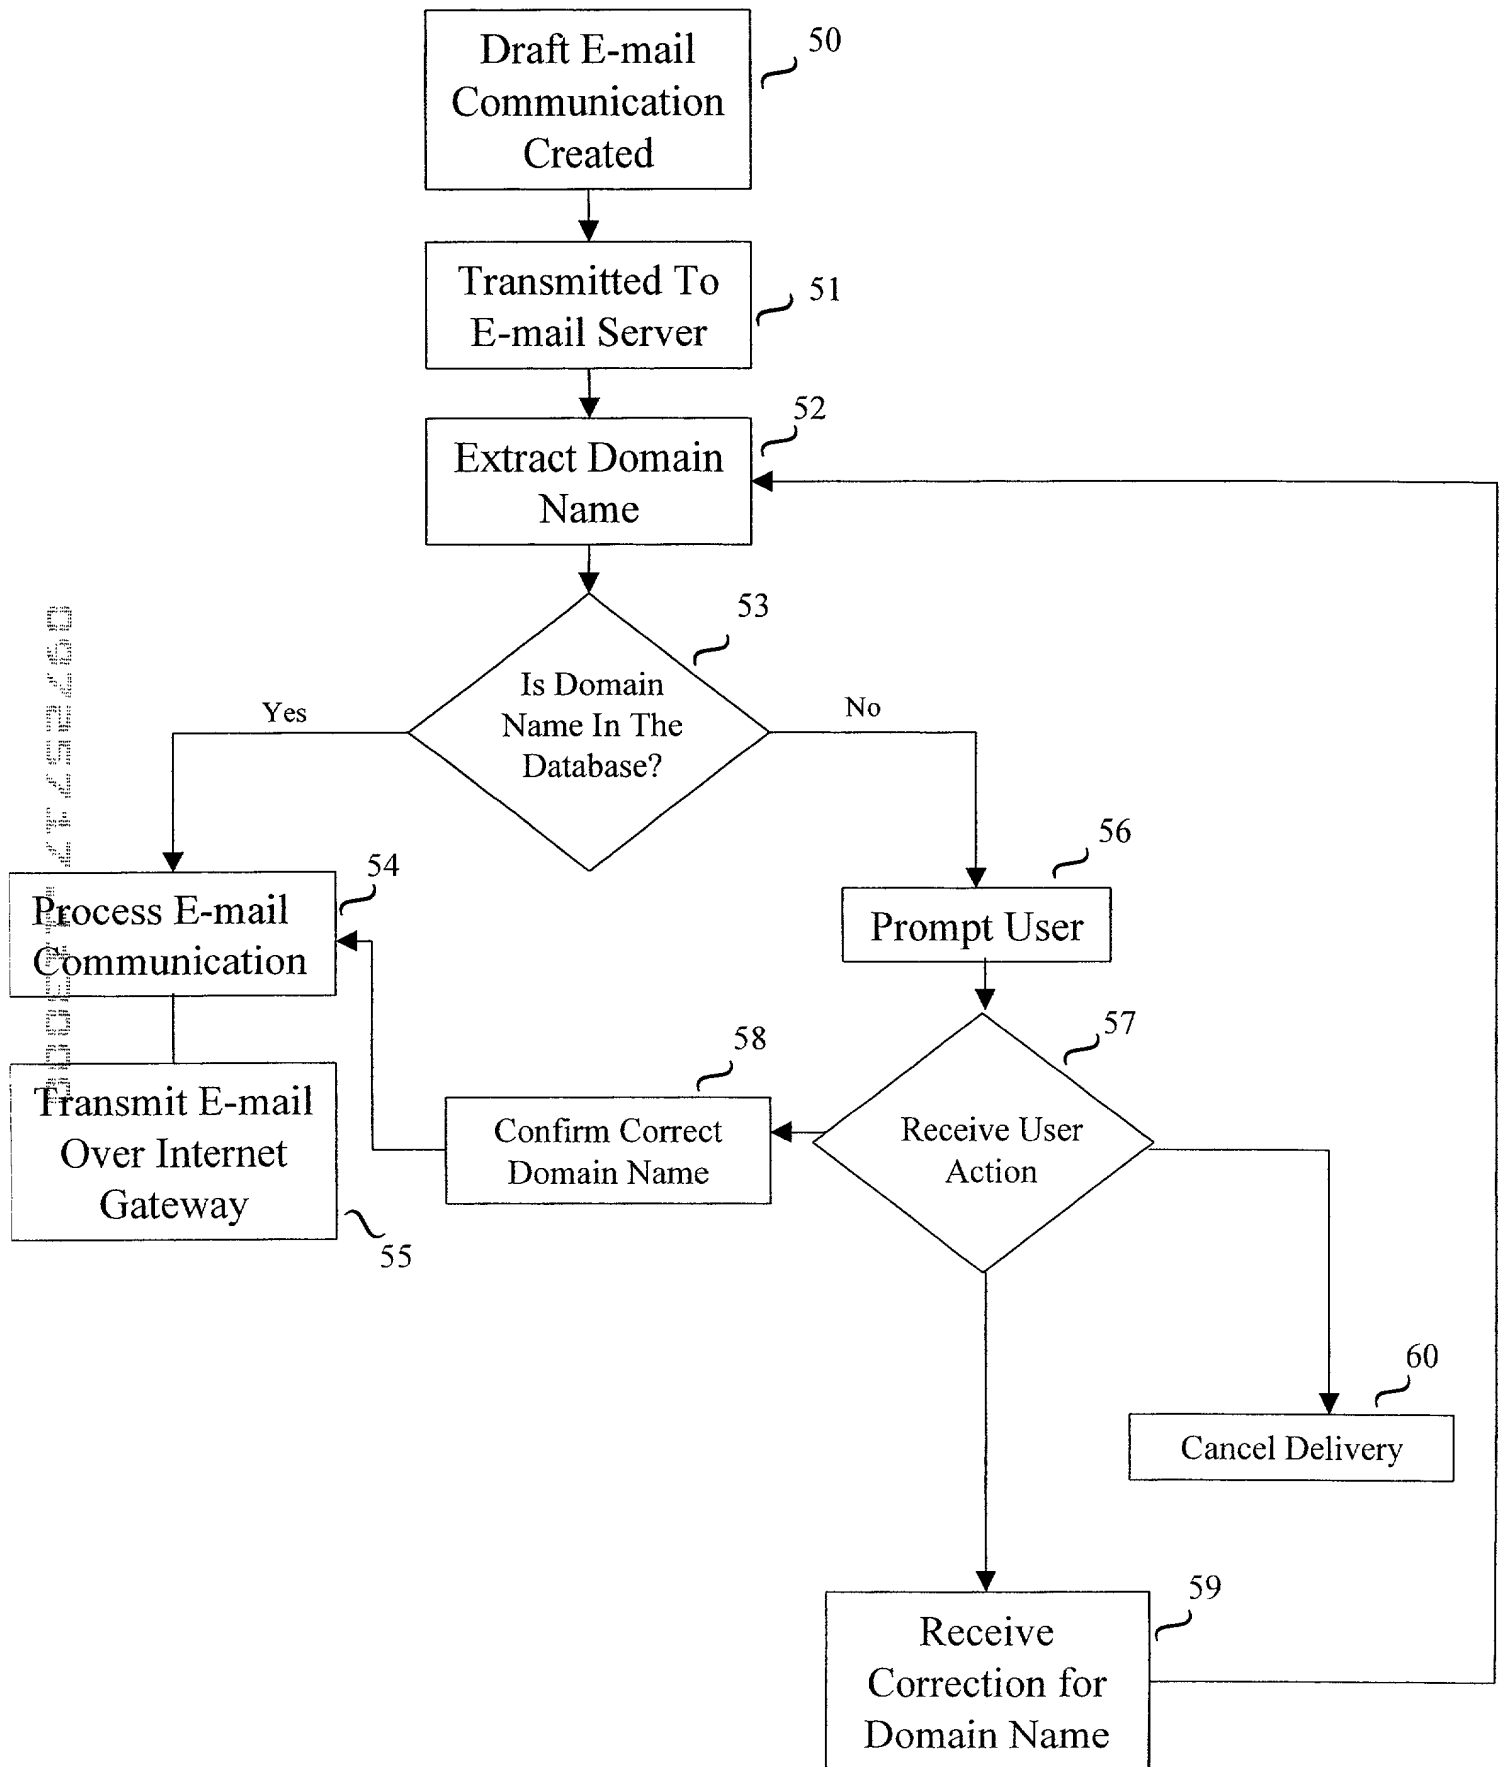 Draft E-mail
Communication
Created
50
Transmitted To
E-mail Server
51
Extract Domain
Name
52
Is Domain
Name In The
Database?
53
Yes
No
Process E-mail
Communication
54
Prompt User
56
Transmit E-mail
Over Internet
Gateway
55
Confirm Correct
Domain Name
58
Receive User
Action
57
Cancel Delivery
60
Receive
Correction for
Domain Name
59